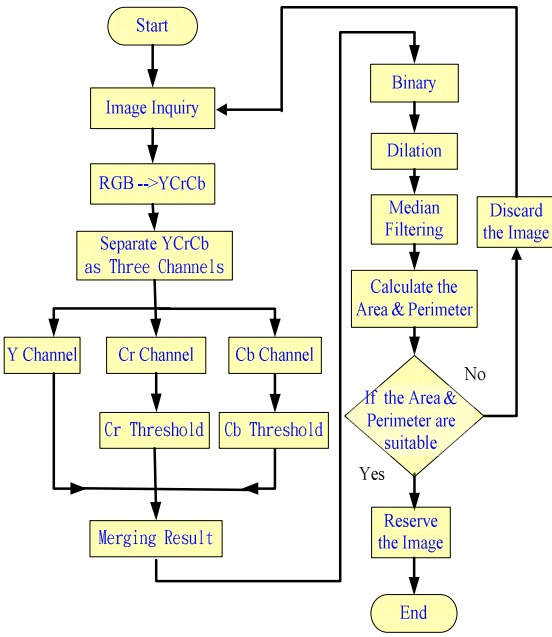 Start
Image Inquiry
RGB -->YCrCb
Separate YCrCb
as Three Channels
Y Channel
Cr Channel
Cb Channel
Cr Threshold
Cb Threshold
Merging Result
Binary
Dilation
Median
Filtering
Calculate the
Area & Perimeter
If the Area &
Perimeter are
suitable
No
Discard
the Image
Yes
Reserve
the Image
End